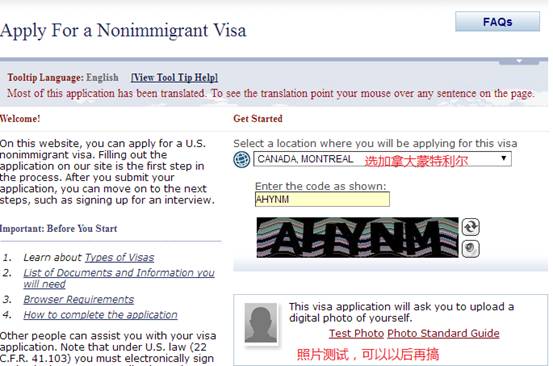 FAQs
Apply For a Nonimmigrant Visa
Tooltip Language: English [View Tool Tip Help]
Most of this application has been translated. To see the translation point your mouse over any sentence on the page.
Welcome!
On this website, you can apply for a U.S.
nonimmigrant visa. Filling out the
application on our site is the first step in
the process. After you submit your
application, you can move on to the next
steps, such as signing up for an interview.
Important: Before You Start
1. Learn about Types of Visas
2. List of Documents and Information you
will need
3. Browser Requirements
4. How to complete the application
Other people can assist you with your visa
application. Note that under U.S. law (22
C.F.R. 41.103) you must electronically sign
Get Started
Select a location where you will be applying for this visa
CANADA, MONTREAL 选加拿大蒙特利尔
Enter the code as shown:
AHYNM
AHYNM
This visa application will ask you to upload a
digital photo of yourself.
Test Photo Photo Standard Guide
照片测试，可以以后再搞